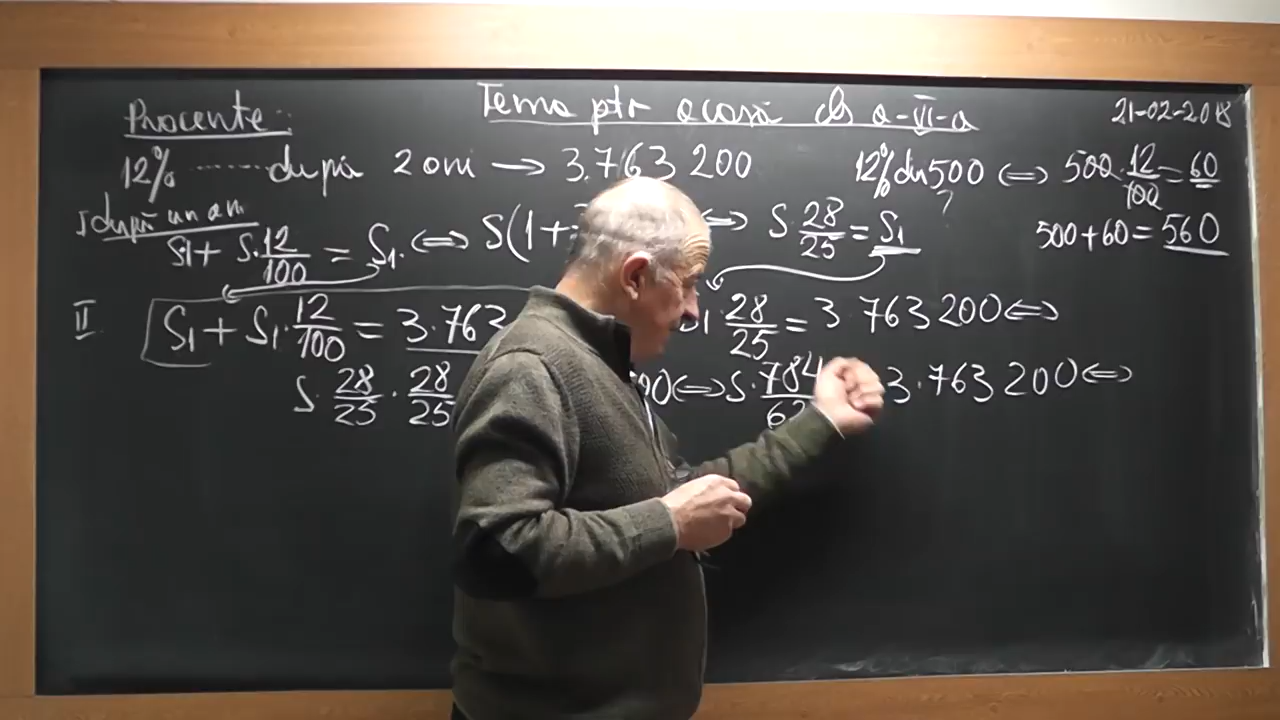 Procente: Tema ptr acasă cls a-VI-a 21-02-2018
12% ........ după 2 ani → 3.763 200 12% din 500 ⇔ 500·12/100=60
I după un an ?
S+ S·12/100 = S1 ⇔ S(1+ ⇔ S·28/25 = S1 500+60=560
II S1 + S1·12/100 = 3.763 28/25 = 3 763 200 ⇔
S·28/25·28/25 00 ⇔ S·784/62 3·763 200 ⇔